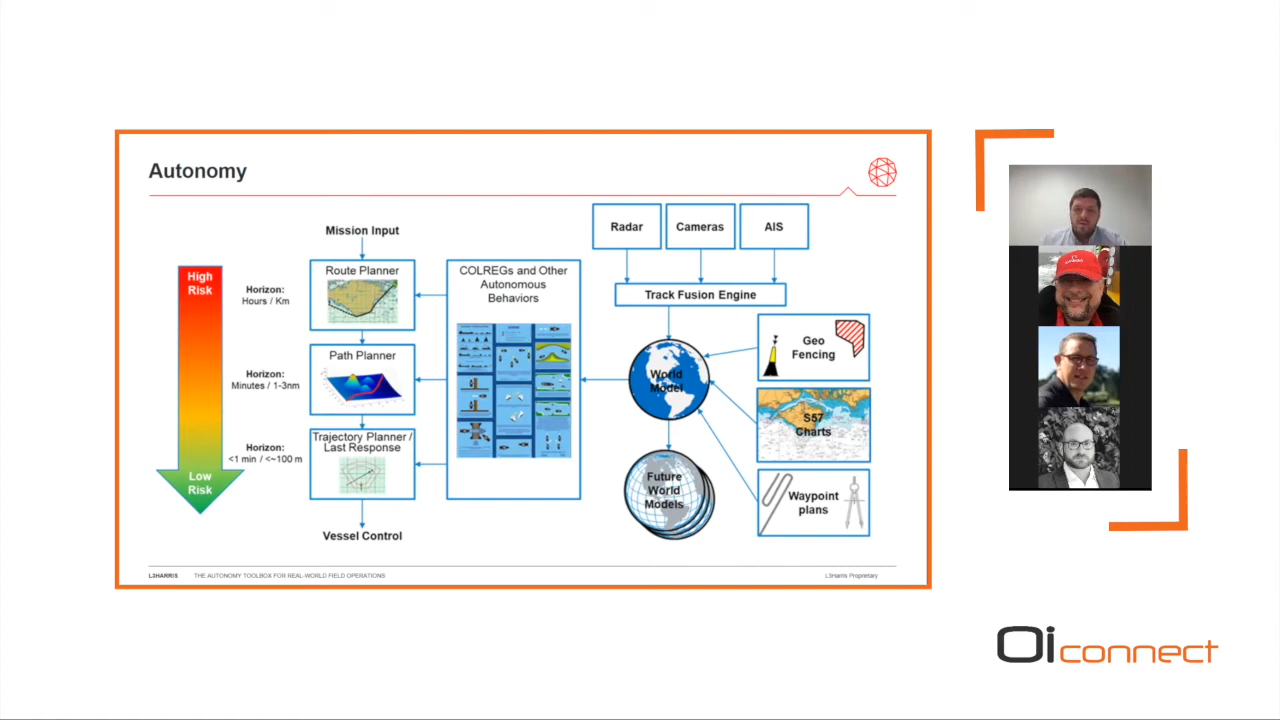 Autonomy
Mission Input
High
Risk
Low
Risk
Horizon:
Hours / Km
Horizon:
Minutes / 1-3nm
Horizon:
<1 min / <~100 m
Route Planner
Path Planner
Trajectory Planner /
Last Response
Vessel Control
COLREGs and Other
Autonomous
Behaviors
Radar
Cameras
AIS
Track Fusion Engine
World
Model
Future
World
Models
Geo
Fencing
S57
Charts
Waypoint
plans
L3HARRIS THE AUTONOMY TOOLBOX FOR REAL-WORLD FIELD OPERATIONS
L3Harris Proprietary
Oi connect